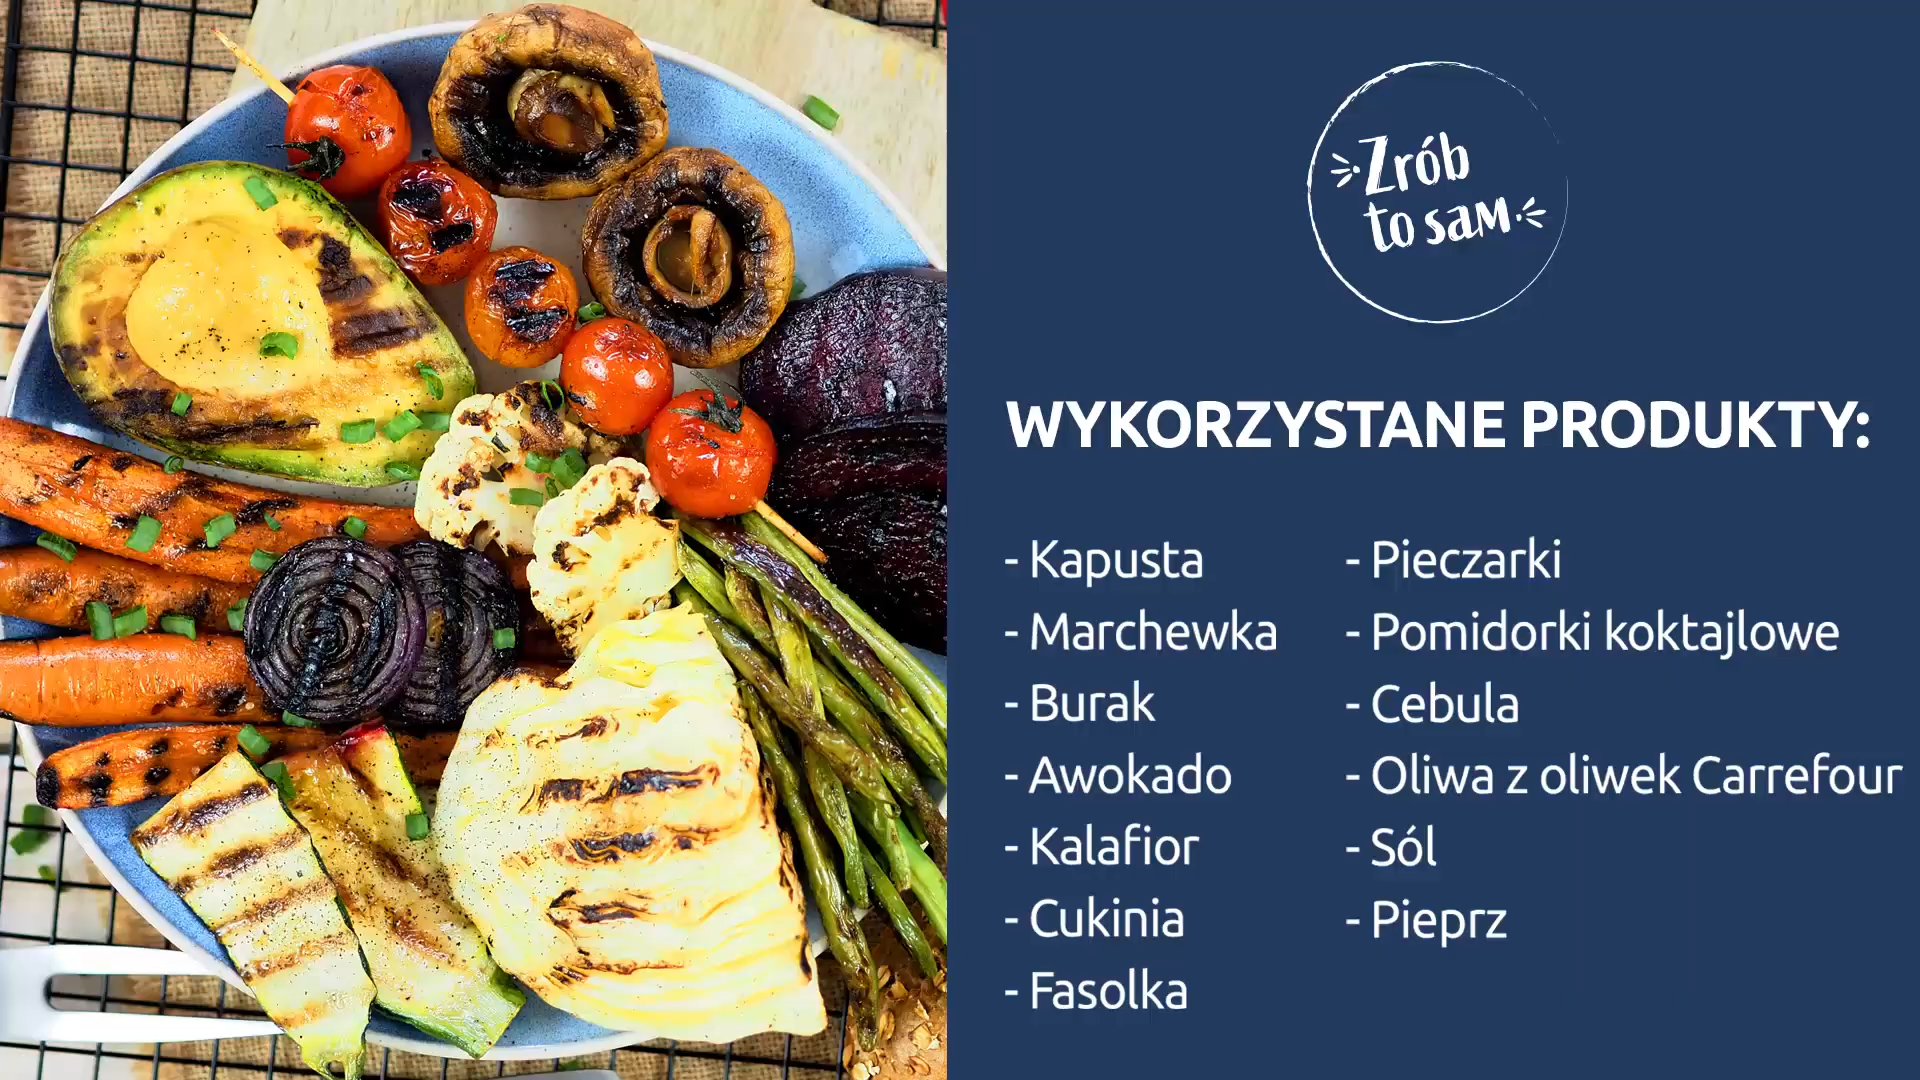 Zrób
to sam
WYKORZYSTANE PRODUKTY:
- Kapusta
- Marchewka
- Burak
- Awokado
- Kalafior
- Cukinia
- Fasolka
- Pieczarki
- Pomidorki koktajlowe
- Cebula
- Oliwa z oliwek Carrefour
- Sól
- Pieprz